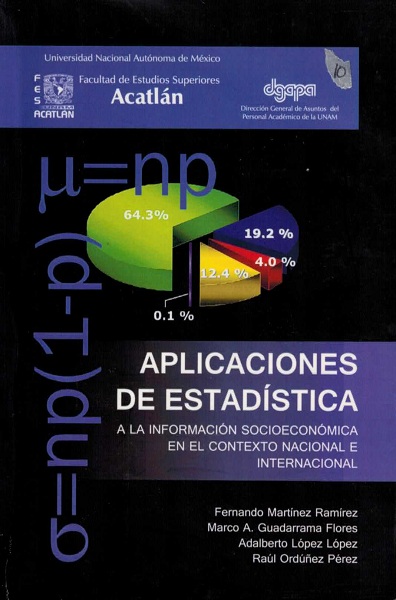 Universidad Nacional Autónoma de México
FES
ACATLÁN
Facultad de Estudios Superiores
Acatlán
dgapa
Dirección General de Asuntos del
Personal Académico de la UNAM
10
μ=np
σ=np(1-p)
64.3 %
19.2 %
4.0 %
12.4 %
0.1 %
APLICACIONES
DE ESTADÍSTICA
A LA INFORMACIÓN SOCIOECONÓMICA
EN EL CONTEXTO NACIONAL E
INTERNACIONAL
Fernando Martínez Ramírez
Marco A. Guadarrama Flores
Adalberto López López
Raúl Ordúñez Pérez